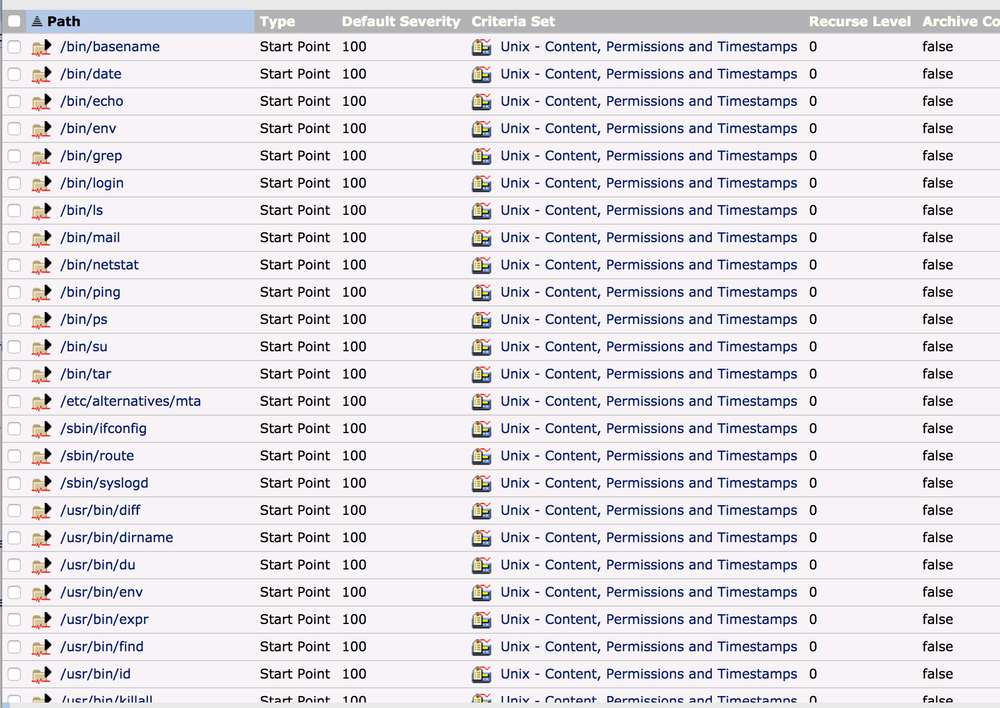 Path Type Default Severity Criteria Set Recurse Level Archive Co
/bin/basename Start Point 100 Unix - Content, Permissions and Timestamps 0 false
/bin/date Start Point 100 Unix - Content, Permissions and Timestamps 0 false
/bin/echo Start Point 100 Unix - Content, Permissions and Timestamps 0 false
/bin/env Start Point 100 Unix - Content, Permissions and Timestamps 0 false
/bin/grep Start Point 100 Unix - Content, Permissions and Timestamps 0 false
/bin/login Start Point 100 Unix - Content, Permissions and Timestamps 0 false
/bin/ls Start Point 100 Unix - Content, Permissions and Timestamps 0 false
/bin/mail Start Point 100 Unix - Content, Permissions and Timestamps 0 false
/bin/netstat Start Point 100 Unix - Content, Permissions and Timestamps 0 false
/bin/ping Start Point 100 Unix - Content, Permissions and Timestamps 0 false
/bin/ps Start Point 100 Unix - Content, Permissions and Timestamps 0 false
/bin/su Start Point 100 Unix - Content, Permissions and Timestamps 0 false
/bin/tar Start Point 100 Unix - Content, Permissions and Timestamps 0 false
/etc/alternatives/mta Start Point 100 Unix - Content, Permissions and Timestamps 0 false
/sbin/ifconfig Start Point 100 Unix - Content, Permissions and Timestamps 0 false
/sbin/route Start Point 100 Unix - Content, Permissions and Timestamps 0 false
/sbin/syslogd Start Point 100 Unix - Content, Permissions and Timestamps 0 false
/usr/bin/diff Start Point 100 Unix - Content, Permissions and Timestamps 0 false
/usr/bin/dirname Start Point 100 Unix - Content, Permissions and Timestamps 0 false
/usr/bin/du Start Point 100 Unix - Content, Permissions and Timestamps 0 false
/usr/bin/env Start Point 100 Unix - Content, Permissions and Timestamps 0 false
/usr/bin/expr Start Point 100 Unix - Content, Permissions and Timestamps 0 false
/usr/bin/find Start Point 100 Unix - Content, Permissions and Timestamps 0 false
/usr/bin/id Start Point 100 Unix - Content, Permissions and Timestamps 0 false
/usr/bin/killall Start Point 100 Unix - Content, Permissions and Timestamps 0 false